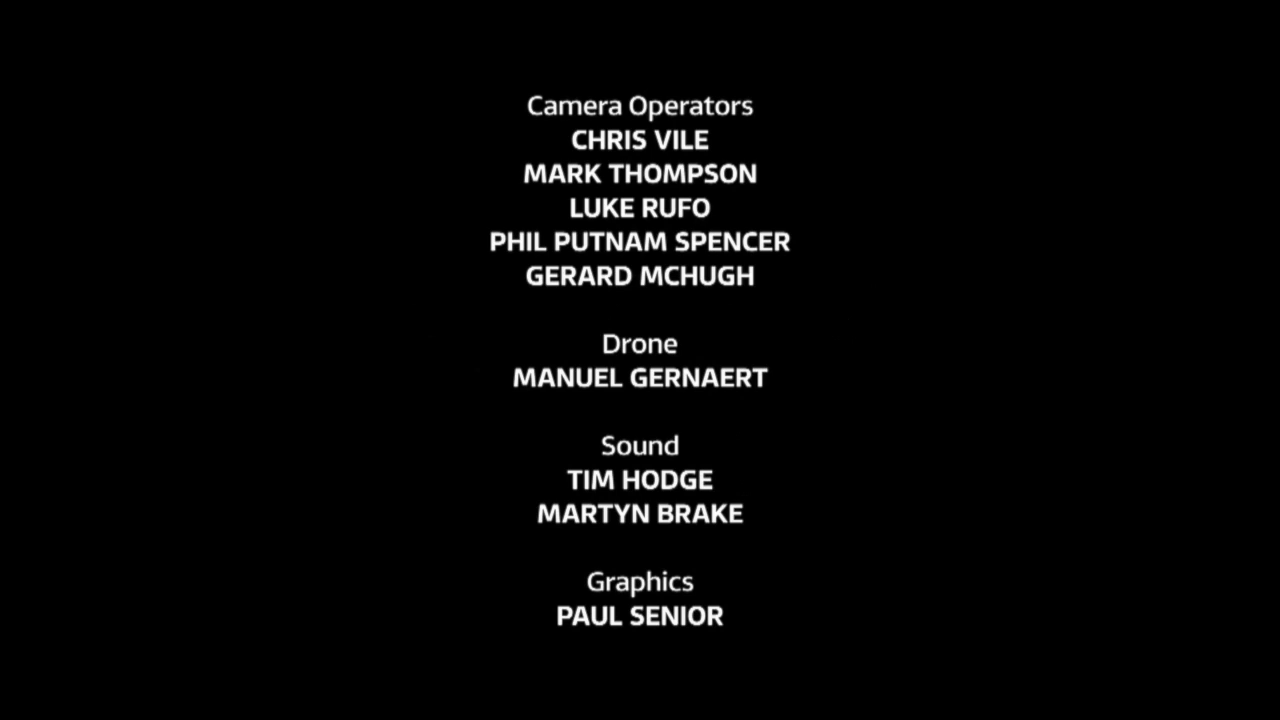 Camera Operators
CHRIS VILE
MARK THOMPSON
LUKE RUFO
PHIL PUTNAM SPENCER
GERARD MCHUGH
Drone
MANUEL GERNAERT
Sound
TIM HODGE
MARTYN BRAKE
Graphics
PAUL SENIOR